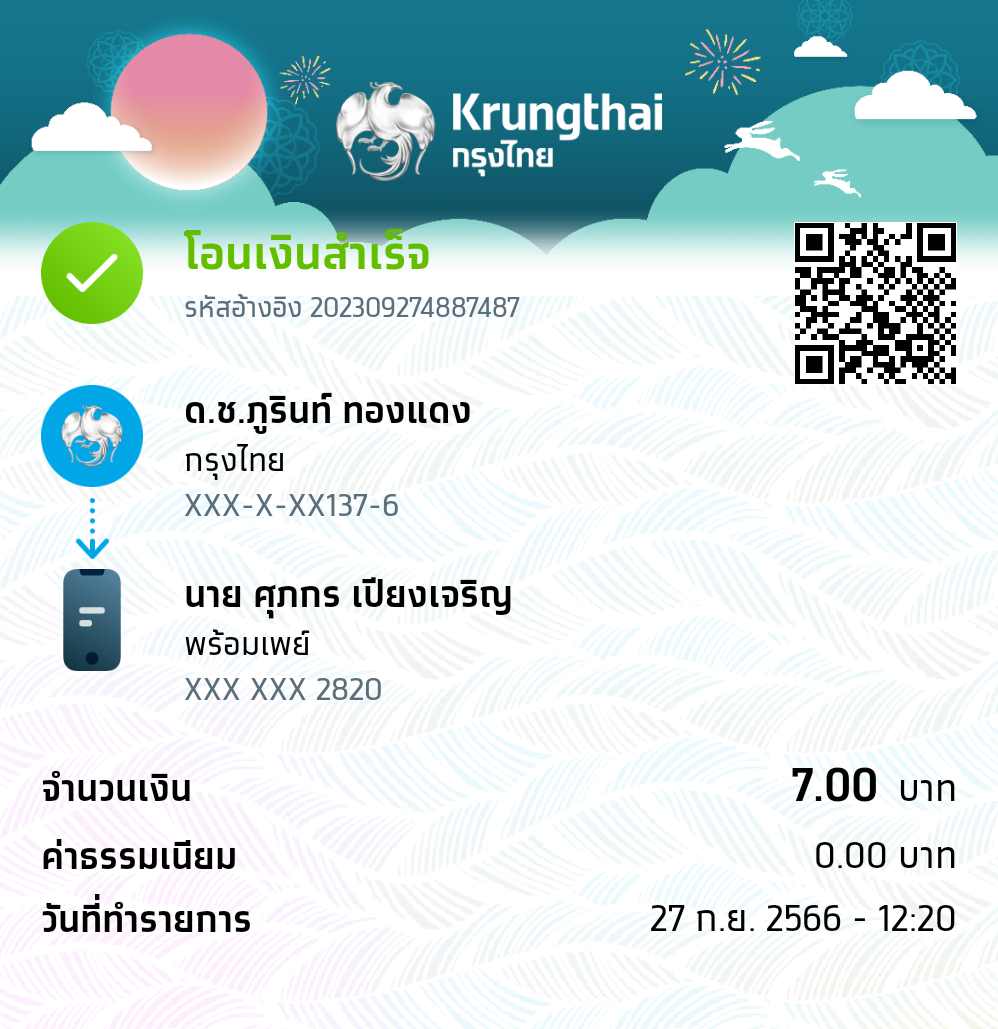 Krungthai
กรุงไทย
โอนเงินสำเร็จ
รหัสอ้างอิง 202309274887487
ด.ช.ภูรินท์ ทองแดง
กรุงไทย
XXX-X-XX137-6
นาย ศุภกร เปียงเจริญ
พร้อมเพย์
XXX XXX 2820
จำนวนเงิน 7.00 บาท
ค่าธรรมเนียม 0.00 บาท
วันที่ทำรายการ 27 ก.ย. 2566 - 12:20